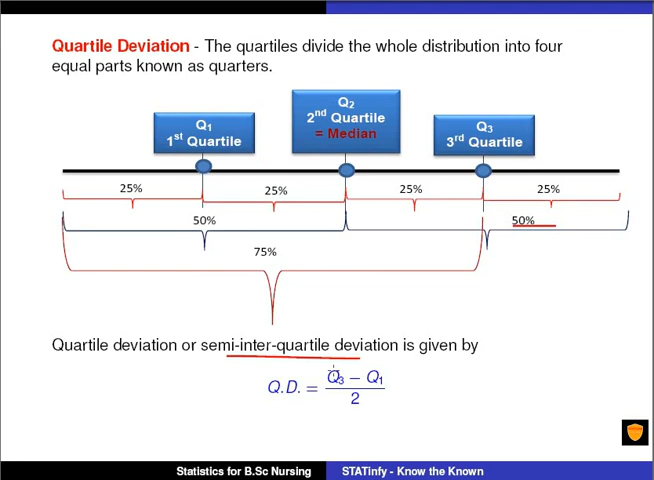 Quartile Deviation - The quartiles divide the whole distribution into four
equal parts known as quarters.
Q2
2nd Quartile
= Median
Q1
1st Quartile
Q3
3rd Quartile
25%
25%
25%
25%
50%
50%
75%
Quartile deviation or semi-inter-quartile deviation is given by
Q.D. = Q3 − Q1
2
Statistics for B.Sc Nursing
STATInfy - Know the Known